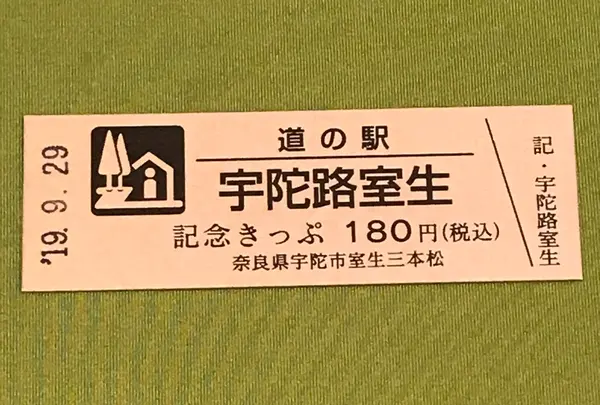 '19.9.29
道の駅
宇陀路室生
記念きっぷ 180円(税込)
奈良県宇陀市室生三本松
記・宇陀路室生